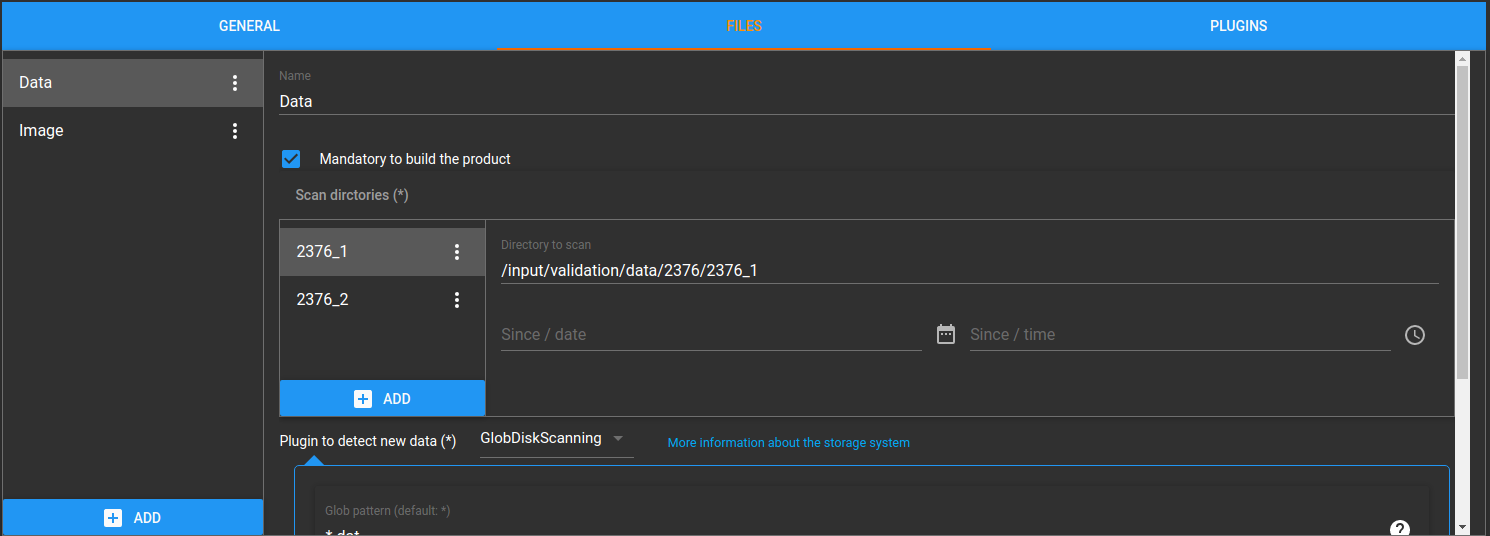 GENERAL FILES PLUGINS
Data
Image
ADD
Name
Data
Mandatory to build the product
Scan dirctories (*)
2376_1
2376_2
ADD
Directory to scan
/input/validation/data/2376/2376_1
Since / date Since / time
Plugin to detect new data (*) GlobDiskScanning More information about the storage system
Glob pattern (default: *)
*.dat
?